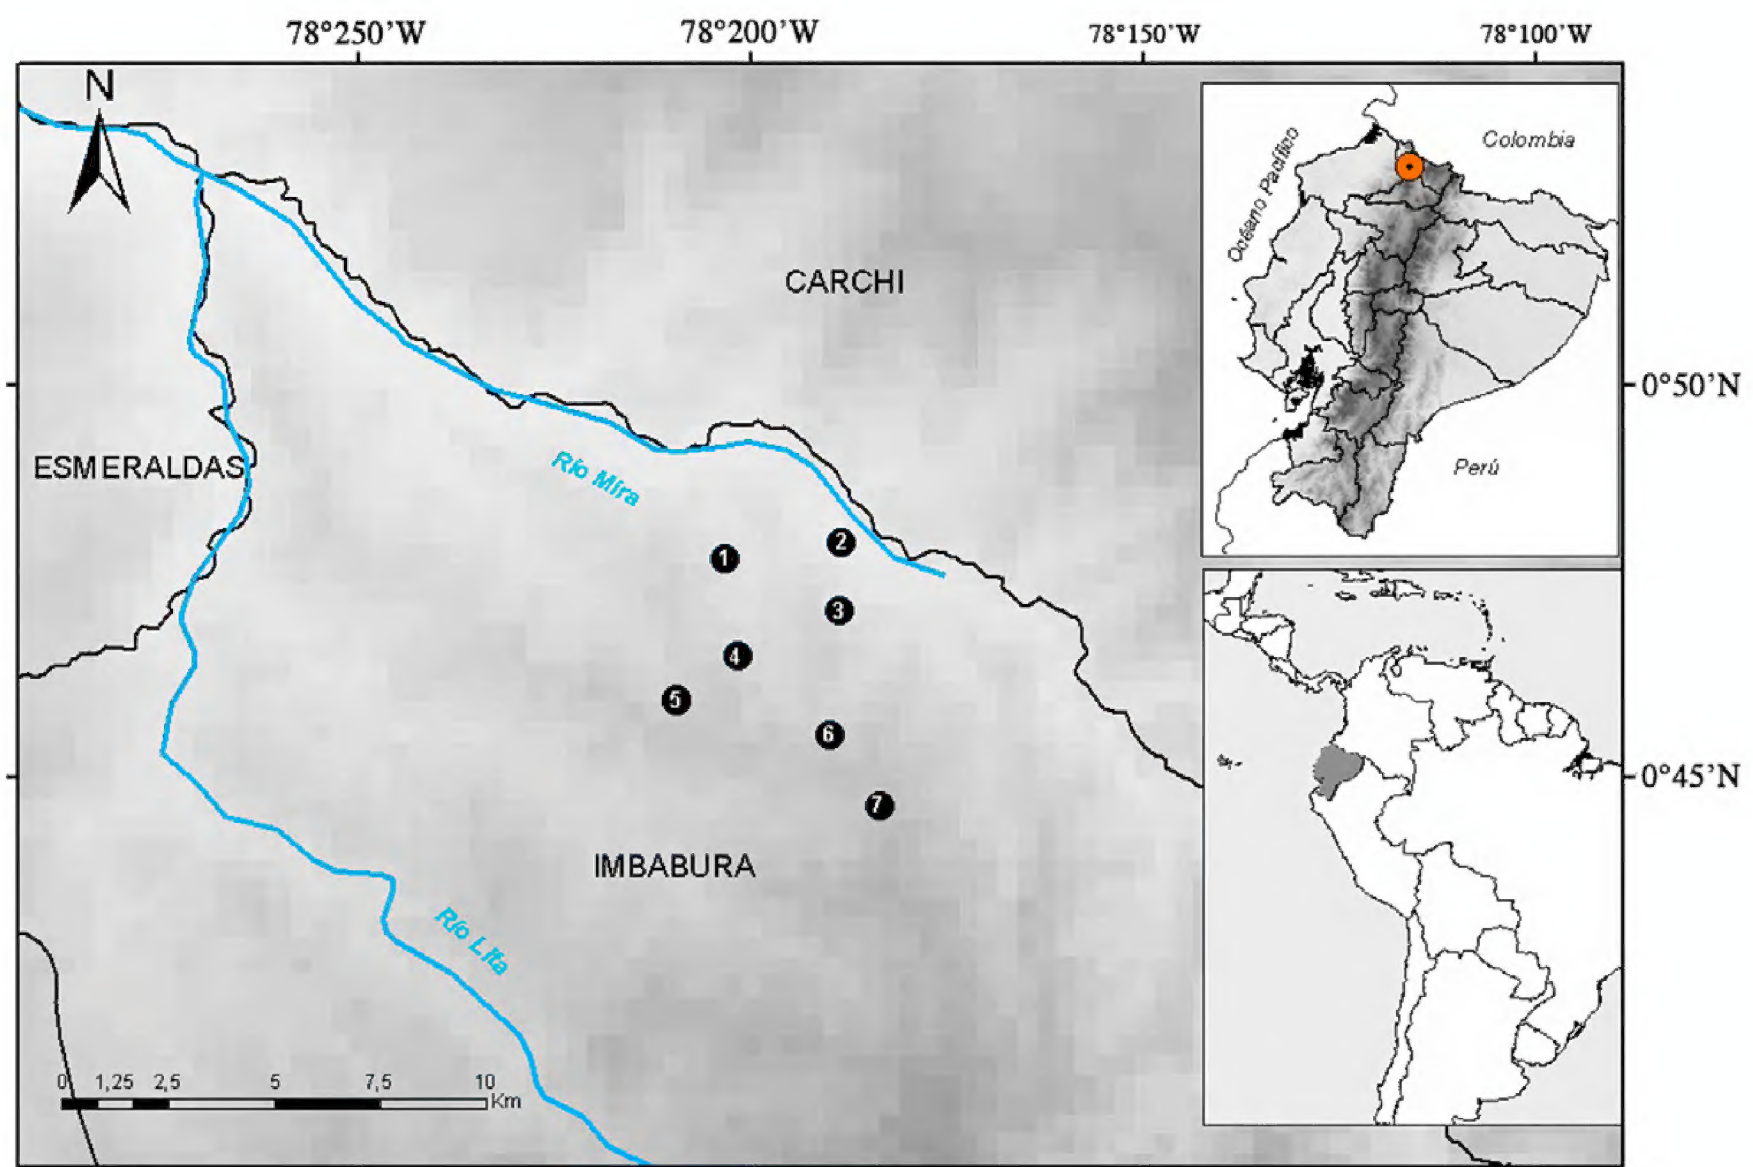 78°250’W 78°200’W 78°150’W 78°100’W
N
Colombia
Océano Pacífico
CARCHI
0°50’N
ESMERALDAS
Río Mira
Perú
1
2
3
4
5
6
7
0°45’N
IMBABURA
Río Lita
0 1,25 2,5 5 7,5 10
Km